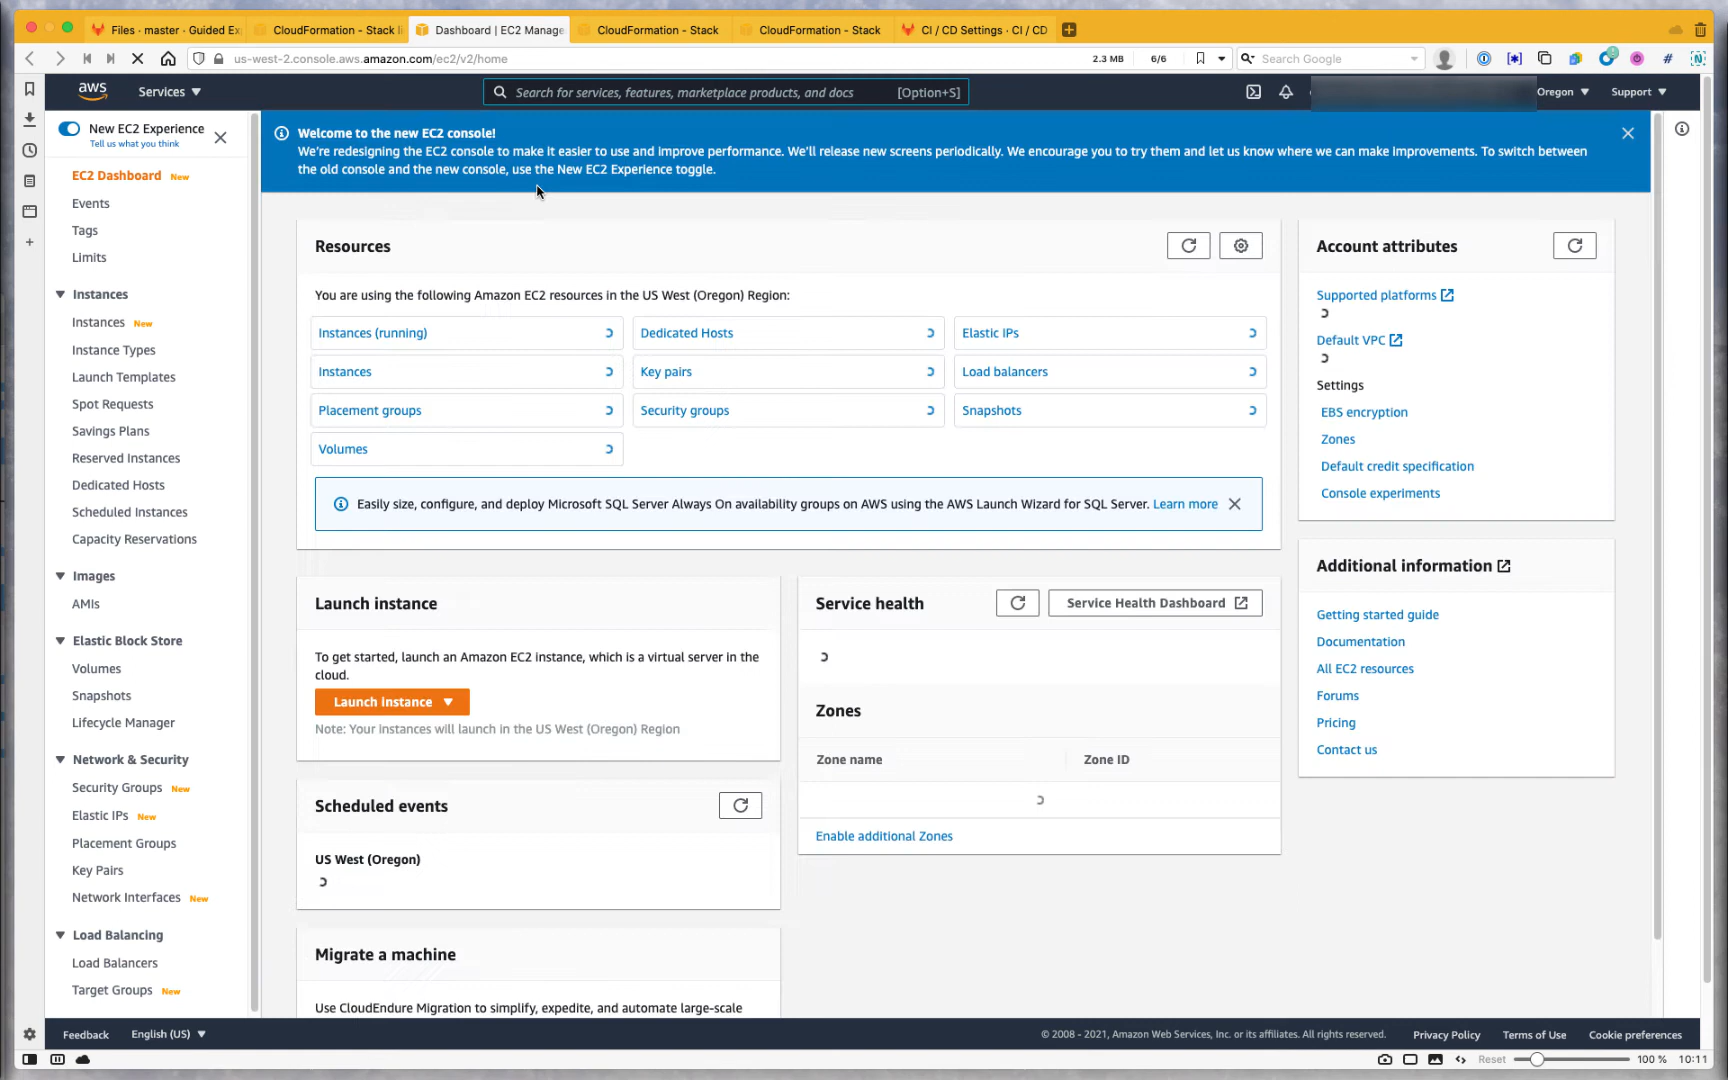 Files · master · Guided Ex
CloudFormation - Stack li
Dashboard | EC2 Manage
CloudFormation - Stack
CloudFormation - Stack
CI / CD Settings · CI / CD
us-west-2.console.aws.amazon.com/ec2/v2/home
2.3 MB
6/6
Search Google
aws
Services
Search for services, features, marketplace products, and docs
[Option+S]
Oregon
Support
New EC2 Experience
Tell us what you think
EC2 Dashboard New
Events
Tags
Limits
Instances
Instances New
Instance Types
Launch Templates
Spot Requests
Savings Plans
Reserved Instances
Dedicated Hosts
Scheduled Instances
Capacity Reservations
Images
AMIs
Elastic Block Store
Volumes
Snapshots
Lifecycle Manager
Network & Security
Security Groups New
Elastic IPs New
Placement Groups
Key Pairs
Network Interfaces New
Load Balancing
Load Balancers
Target Groups New
Welcome to the new EC2 console!
We're redesigning the EC2 console to make it easier to use and improve performance. We'll release new screens periodically. We encourage you to try them and let us know where we can make improvements. To switch between
the old console and the new console, use the New EC2 Experience toggle.
Resources
You are using the following Amazon EC2 resources in the US West (Oregon) Region:
Instances (running)
Dedicated Hosts
Elastic IPs
Instances
Key pairs
Load balancers
Placement groups
Security groups
Snapshots
Volumes
Easily size, configure, and deploy Microsoft SQL Server Always On availability groups on AWS using the AWS Launch Wizard for SQL Server. Learn more
Launch instance
To get started, launch an Amazon EC2 instance, which is a virtual server in the
cloud.
Launch instance
Note: Your instances will launch in the US West (Oregon) Region
Scheduled events
US West (Oregon)
Migrate a machine
Use CloudEndure Migration to simplify, expedite, and automate large-scale
Service health
Service Health Dashboard
Zones
Zone name
Zone ID
Enable additional Zones
Account attributes
Supported platforms
Default VPC
Settings
EBS encryption
Zones
Default credit specification
Console experiments
Additional information
Getting started guide
Documentation
All EC2 resources
Forums
Pricing
Contact us
Feedback
English (US)
© 2008 - 2021, Amazon Web Services, Inc. or its affiliates. All rights reserved.
Privacy Policy
Terms of Use
Cookie preferences
Reset
100 %
10:11